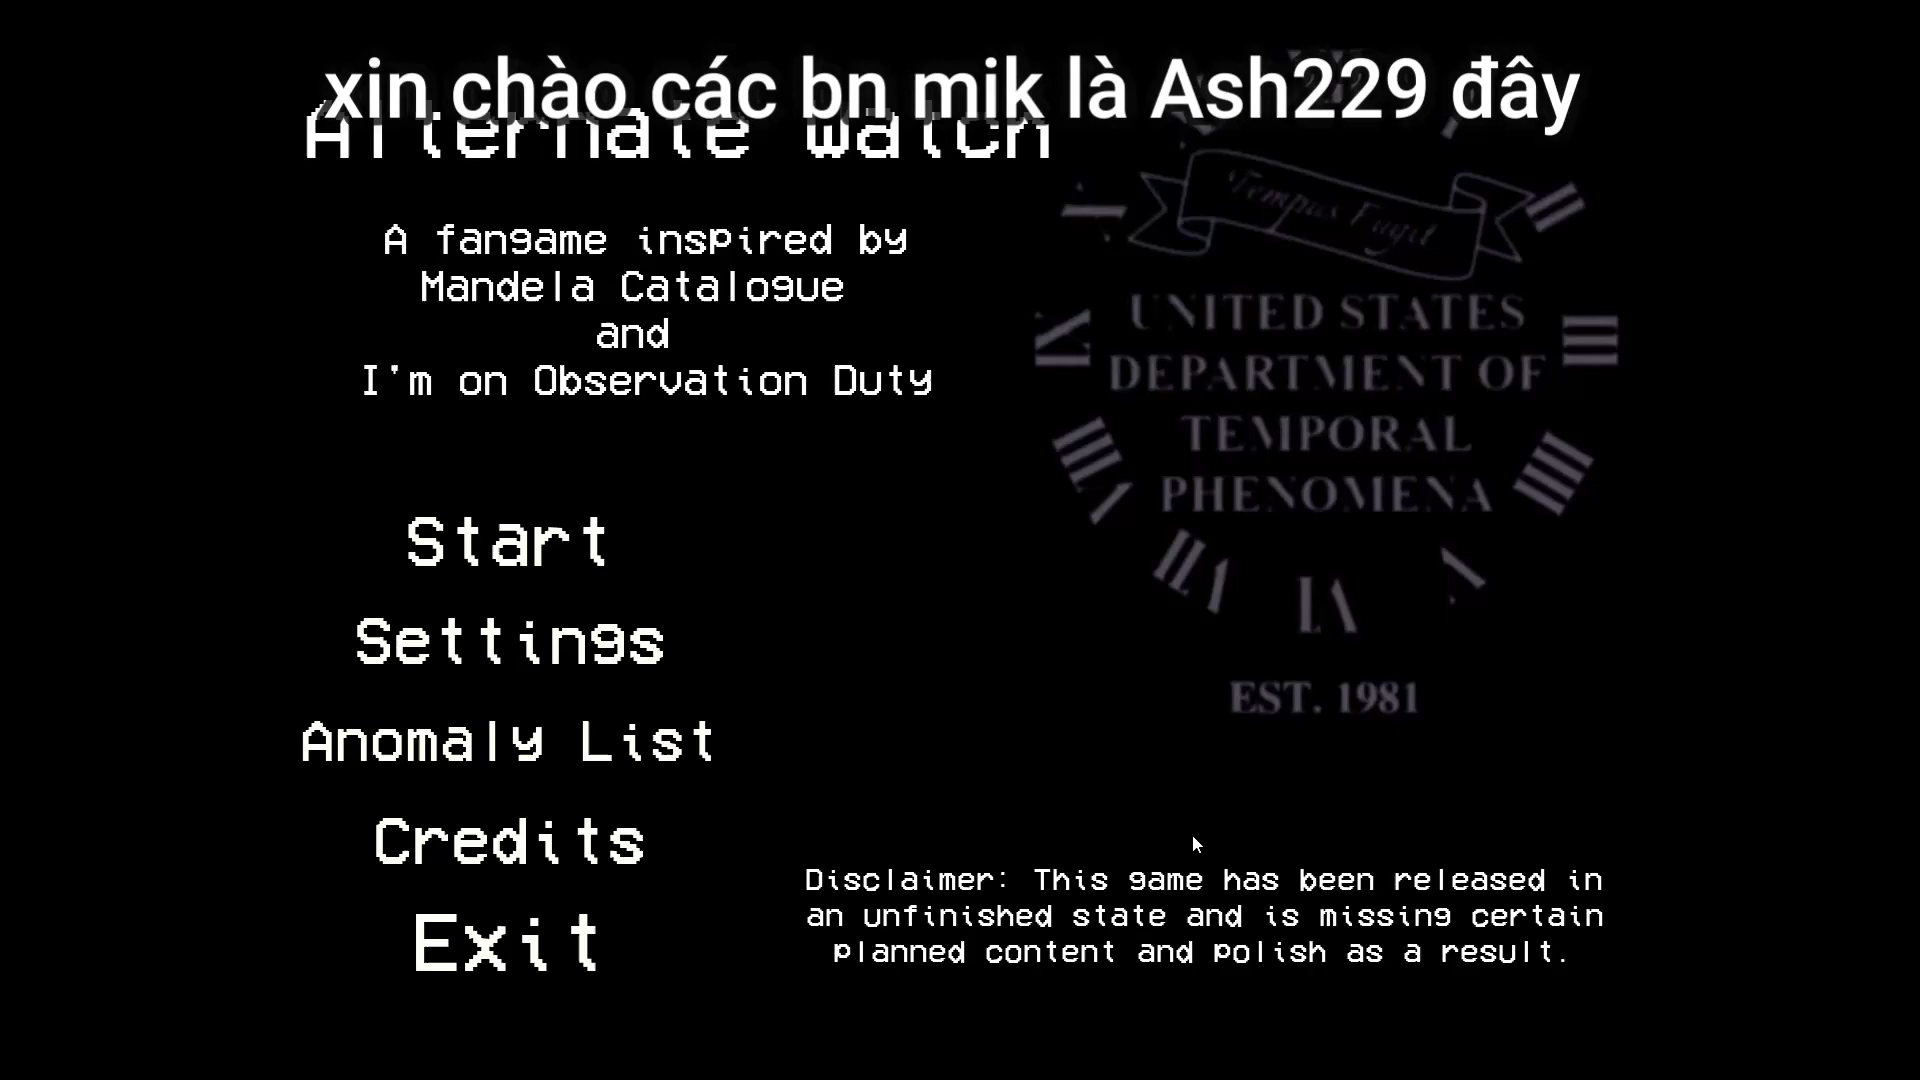 xin chào các bn mik là Ash229 đây
Alternate Watch
A fangame inspired by
Mandela Catalogue
and
I'm on Observation Duty
Start
Settings
Anomaly List
Credits
Exit
Tempus Fugit
UNITED STATES
DEPARTMENT OF
TEMPORAL
PHENOMENA
EST. 1981
Disclaimer: This game has been released in
an unfinished state and is missing certain
planned content and polish as a result.